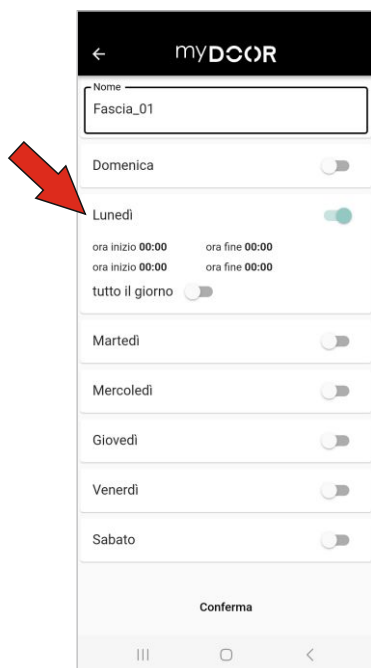 myDOOR
Nome
Fascia_01
Domenica
Lunedì
ora inizio 00:00 ora fine 00:00
ora inizio 00:00 ora fine 00:00
tutto il giorno
Martedì
Mercoledì
Giovedì
Venerdì
Sabato
Conferma